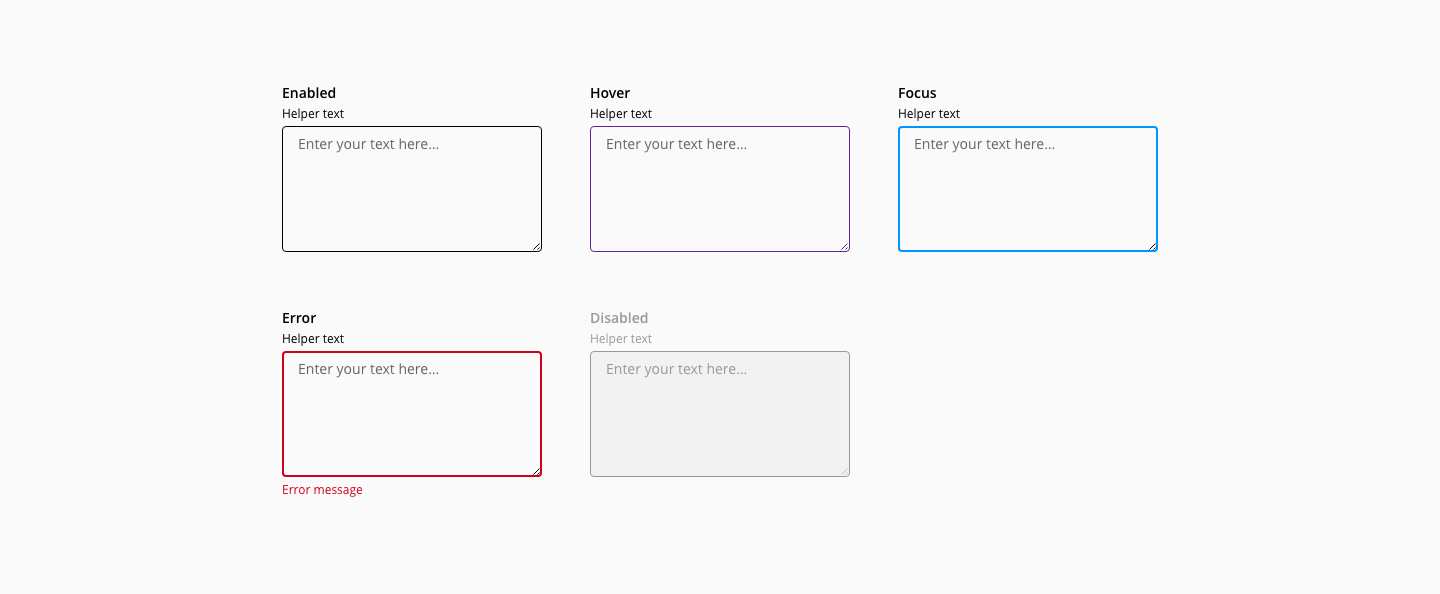 Enabled
Helper text
Enter your text here...
Hover
Helper text
Enter your text here...
Focus
Helper text
Enter your text here...
Error
Helper text
Enter your text here...
Error message
Disabled
Helper text
Enter your text here...